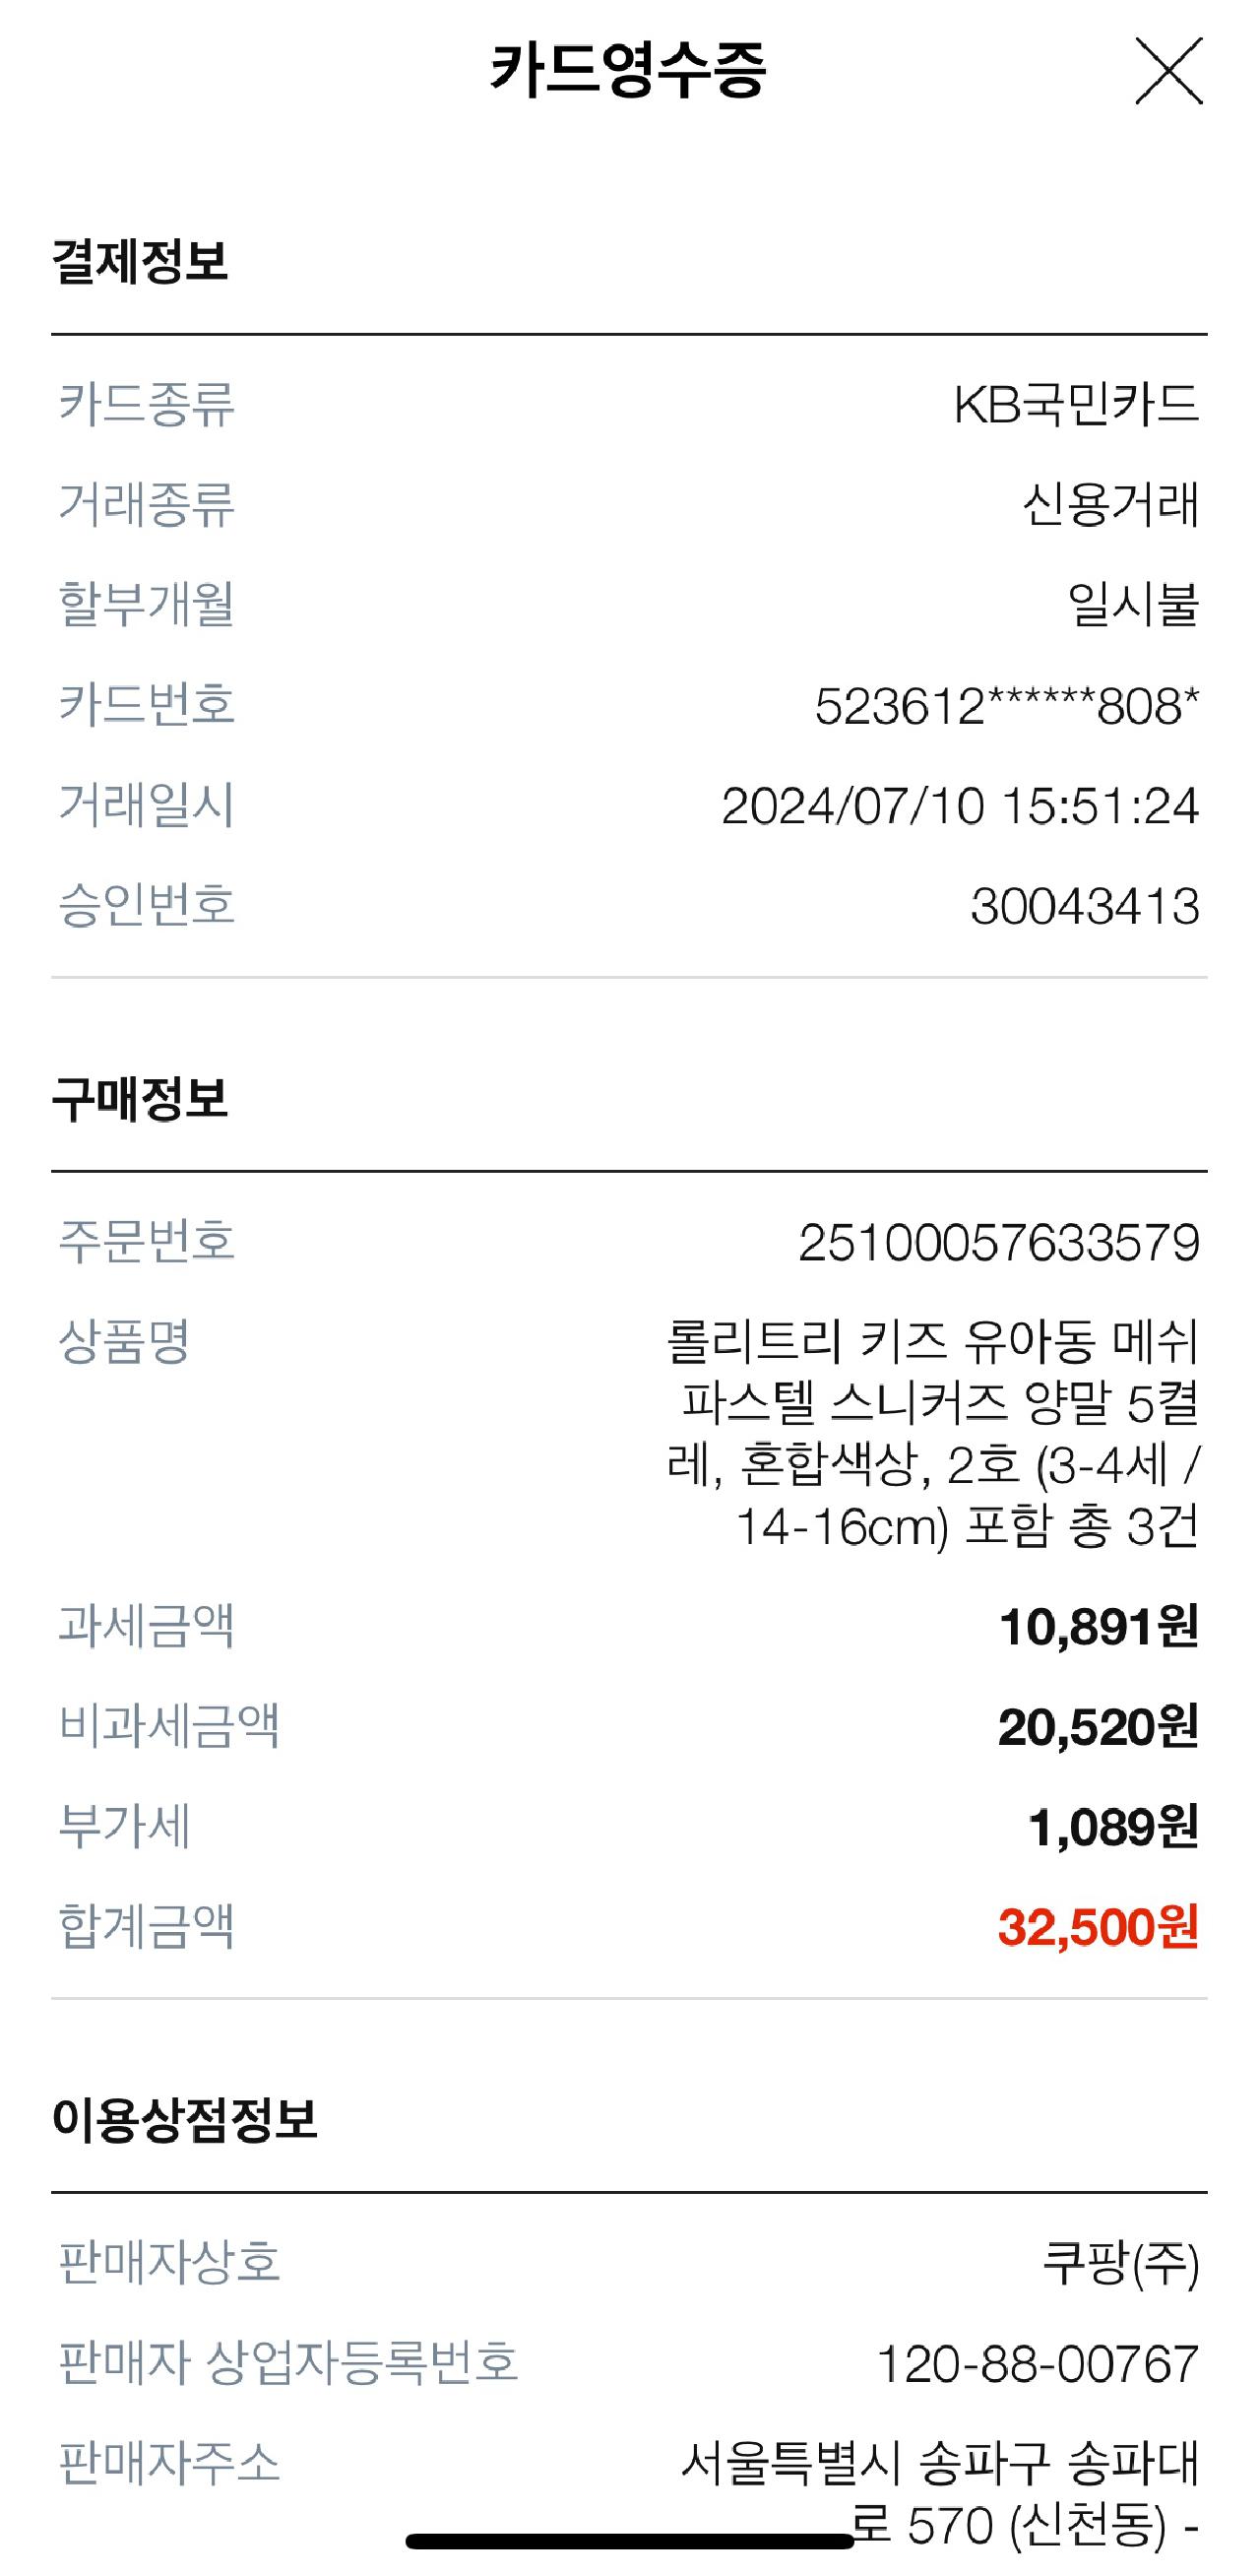 카드영수증
결제정보
카드종류 KB국민카드
거래종류 신용거래
할부개월 일시불
카드번호 523612******808*
거래일시 2024/07/10 15:51:24
승인번호 30043413
구매정보
주문번호 25100057633579
상품명 롤리트리 키즈 유아동 메쉬
파스텔 스니커즈 양말 5켤
레, 혼합색상, 2호 (3-4세 /
14-16cm) 포함 총 3건
과세금액 10,891원
비과세금액 20,520원
부가세 1,089원
합계금액 32,500원
이용상점정보
판매자상호 쿠팡(주)
판매자 상업자등록번호 120-88-00767
판매자주소 서울특별시 송파구 송파대
로 570 (신천동) -